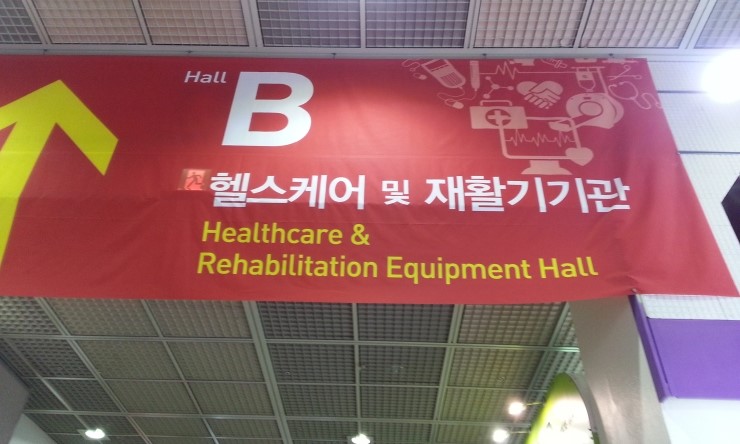 Hall B
헬스케어 및 재활기기관
Healthcare &
Rehabilitation Equipment Hall